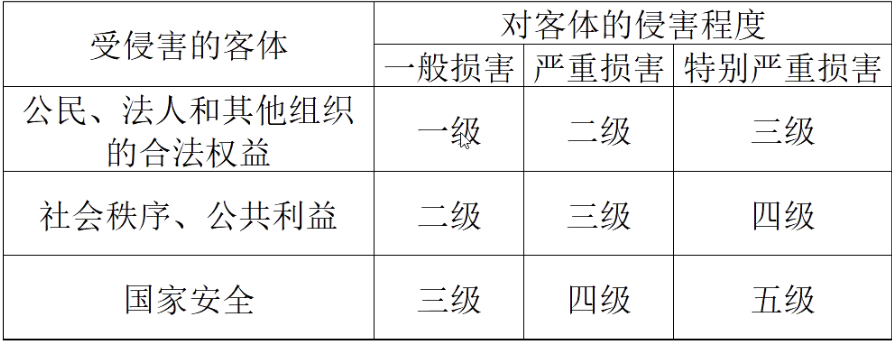 受侵害的客体
对客体的侵害程度
一般损害 严重损害 特别严重损害
公民、法人和其他组织
的合法权益
一级 二级 三级
社会秩序、公共利益 二级 三级 四级
国家安全 三级 四级 五级